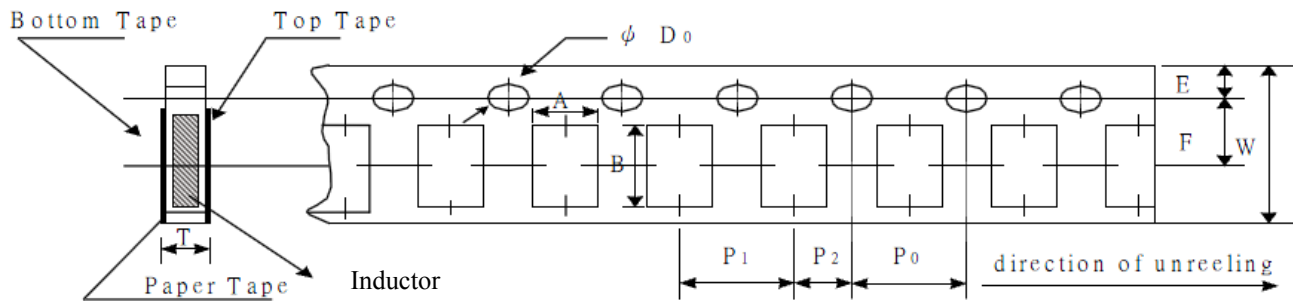 Bottom Tape
Top Tape
ϕ D0
A
E
F
W
B
T
P1
P2
P0
direction of unreeling
Paper Tape
Inductor